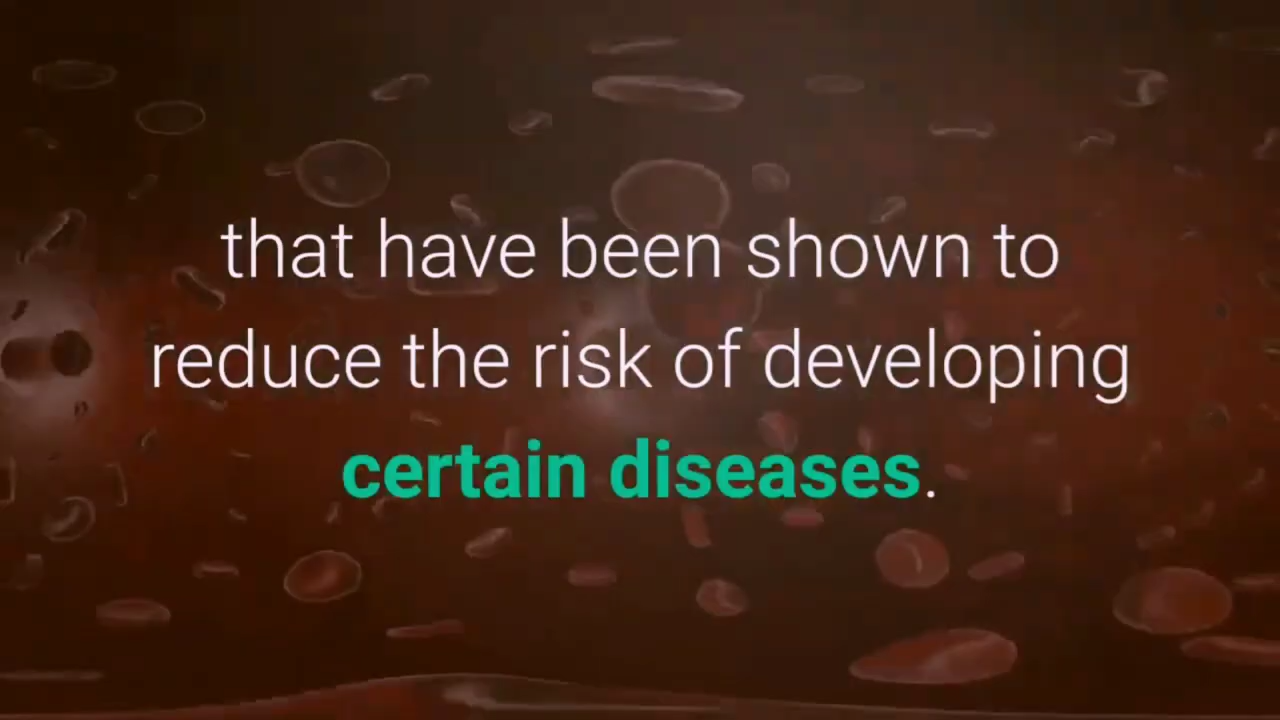 that have been shown to
reduce the risk of developing
certain diseases.